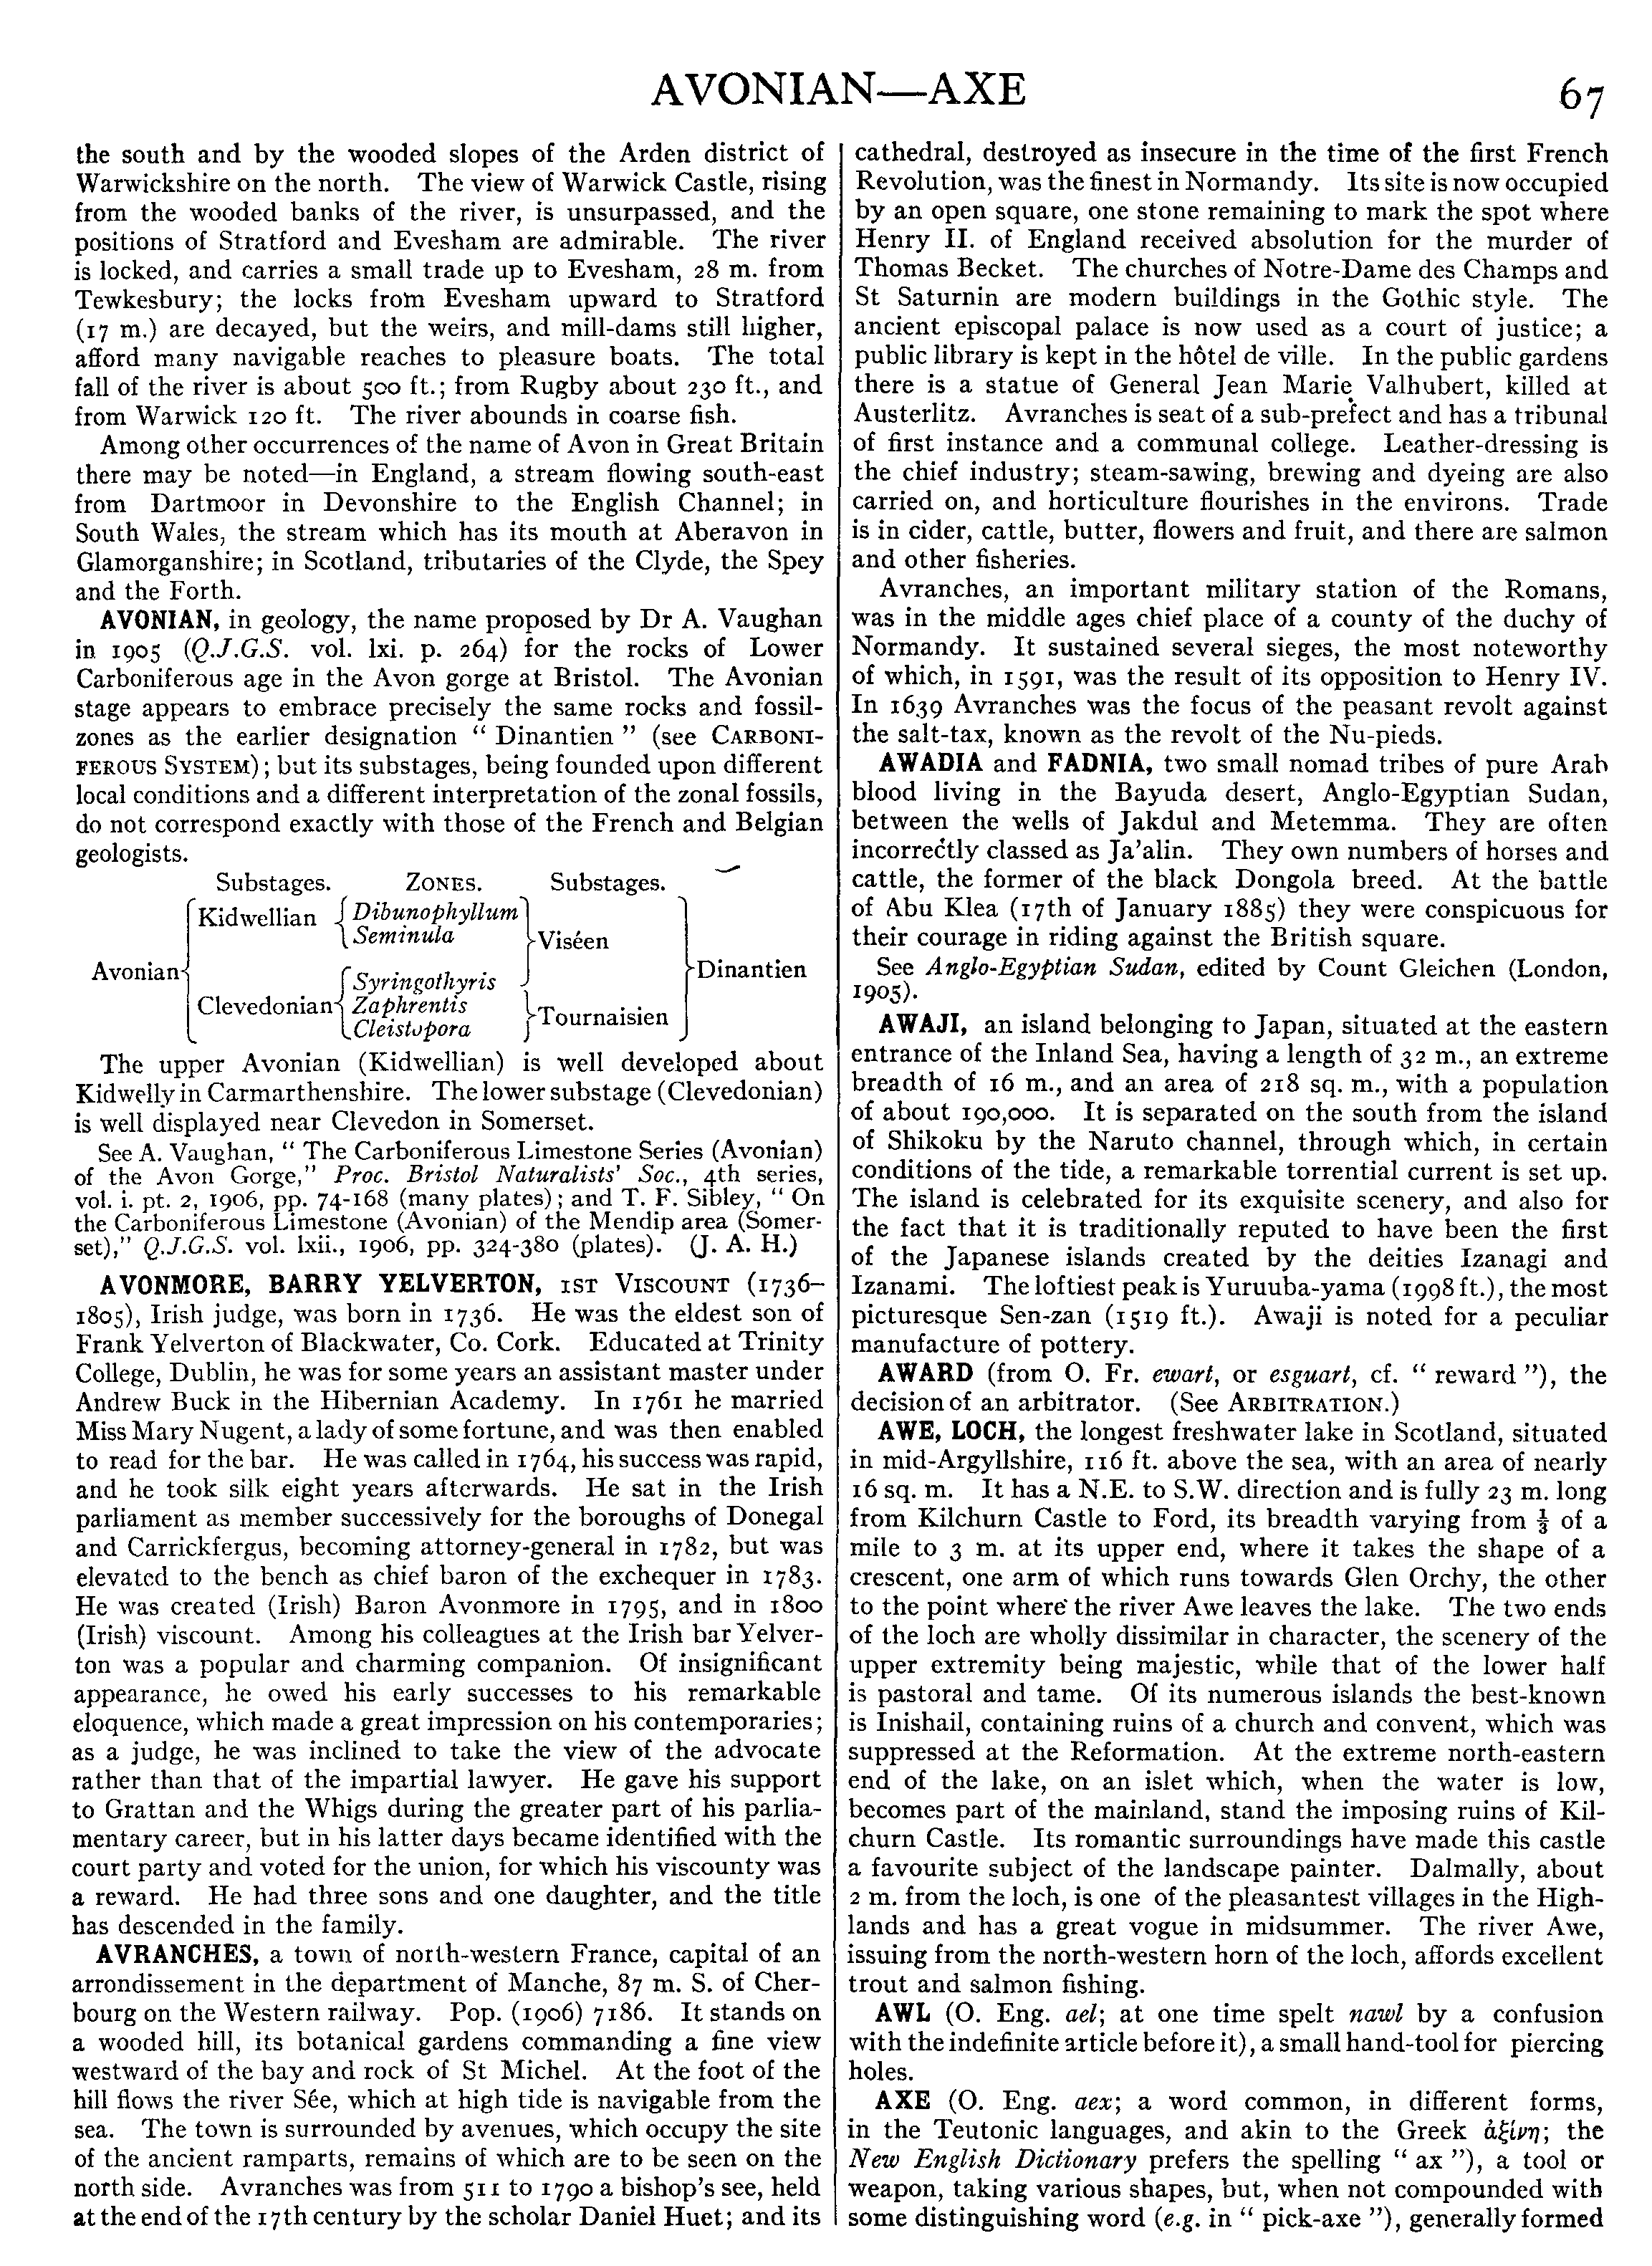 AVONIAN—AXE
67
the south and by the wooded slopes of the Arden district of
Warwickshire on the north. The view of Warwick Castle, rising
from the wooded banks of the river, is unsurpassed, and the
positions of Stratford and Evesham are admirable. The river
is locked, and carries a small trade up to Evesham, 28 m. from
Tewkesbury; the locks from Evesham upward to Stratford
(17 m.) are decayed, but the weirs, and mill-dams still higher,
afford many navigable reaches to pleasure boats. The total
fall of the river is about 500 ft.; from Rugby about 230 ft., and
from Warwick 120 ft. The river abounds in coarse fish.
Among other occurrences of the name of Avon in Great Britain
there may be noted—in England, a stream flowing south-east
from Dartmoor in Devonshire to the English Channel; in
South Wales, the stream which has its mouth at Aberavon in
Glamorganshire; in Scotland, tributaries of the Clyde, the Spey
and the Forth.
AVONIAN, in geology, the name proposed by Dr A. Vaughan
in 1905 (Q.J.G.S. vol. lxi. p. 264) for the rocks of Lower
Carboniferous age in the Avon gorge at Bristol. The Avonian
stage appears to embrace precisely the same rocks and fossil-
zones as the earlier designation “ Dinantien ” (see CARBONI-
FEROUS SYSTEM); but its substages, being founded upon different
local conditions and a different interpretation of the zonal fossils,
do not correspond exactly with those of the French and Belgian
geologists.
Substages. ZONES. Substages.
Kidwellian { Dibunophyllum
Seminula
Viséen
Avonian
Dinantien
Syringothyris
Clevedonian { Zaphrentis
Tournaisien
Cleistopora
The upper Avonian (Kidwellian) is well developed about
Kidwelly in Carmarthenshire. The lower substage (Clevedonian)
is well displayed near Clevedon in Somerset.
See A. Vaughan, “ The Carboniferous Limestone Series (Avonian)
of the Avon Gorge,” Proc. Bristol Naturalists’ Soc., 4th series,
vol. i. pt. 2, 1906, pp. 74-168 (many plates); and T. F. Sibley, “ On
the Carboniferous Limestone (Avonian) of the Mendip area (Somer-
set),” Q.J.G.S. vol. lxii., 1906, pp. 324-380 (plates). (J. A. H.)
AVONMORE, BARRY YELVERTON, 1ST VISCOUNT (1736–
1805), Irish judge, was born in 1736. He was the eldest son of
Frank Yelverton of Blackwater, Co. Cork. Educated at Trinity
College, Dublin, he was for some years an assistant master under
Andrew Buck in the Hibernian Academy. In 1761 he married
Miss Mary Nugent, a lady of some fortune, and was then enabled
to read for the bar. He was called in 1764, his success was rapid,
and he took silk eight years afterwards. He sat in the Irish
parliament as member successively for the boroughs of Donegal
and Carrickfergus, becoming attorney-general in 1782, but was
elevated to the bench as chief baron of the exchequer in 1783.
He was created (Irish) Baron Avonmore in 1795, and in 1800
(Irish) viscount. Among his colleagues at the Irish bar Yelver-
ton was a popular and charming companion. Of insignificant
appearance, he owed his early successes to his remarkable
eloquence, which made a great impression on his contemporaries;
as a judge, he was inclined to take the view of the advocate
rather than that of the impartial lawyer. He gave his support
to Grattan and the Whigs during the greater part of his parlia-
mentary career, but in his latter days became identified with the
court party and voted for the union, for which his viscounty was
a reward. He had three sons and one daughter, and the title
has descended in the family.
AVRANCHES, a town of north-western France, capital of an
arrondissement in the department of Manche, 87 m. S. of Cher-
bourg on the Western railway. Pop. (1906) 7186. It stands on
a wooded hill, its botanical gardens commanding a fine view
westward of the bay and rock of St Michel. At the foot of the
hill flows the river Sée, which at high tide is navigable from the
sea. The town is surrounded by avenues, which occupy the site
of the ancient ramparts, remains of which are to be seen on the
north side. Avranches was from 511 to 1790 a bishop’s see, held
at the end of the 17th century by the scholar Daniel Huet; and its
cathedral, destroyed as insecure in the time of the first French
Revolution, was the finest in Normandy. Its site is now occupied
by an open square, one stone remaining to mark the spot where
Henry II. of England received absolution for the murder of
Thomas Becket. The churches of Notre-Dame des Champs and
St Saturnin are modern buildings in the Gothic style. The
ancient episcopal palace is now used as a court of justice; a
public library is kept in the hôtel de ville. In the public gardens
there is a statue of General Jean Marie Valhubert, killed at
Austerlitz. Avranches is seat of a sub-prefect and has a tribunal
of first instance and a communal college. Leather-dressing is
the chief industry; steam-sawing, brewing and dyeing are also
carried on, and horticulture flourishes in the environs. Trade
is in cider, cattle, butter, flowers and fruit, and there are salmon
and other fisheries.
Avranches, an important military station of the Romans,
was in the middle ages chief place of a county of the duchy of
Normandy. It sustained several sieges, the most noteworthy
of which, in 1591, was the result of its opposition to Henry IV.
In 1639 Avranches was the focus of the peasant revolt against
the salt-tax, known as the revolt of the Nu-pieds.
AWADIA and FADNIA, two small nomad tribes of pure Arab
blood living in the Bayuda desert, Anglo-Egyptian Sudan,
between the wells of Jakdul and Metemma. They are often
incorrectly classed as Ja’alin. They own numbers of horses and
cattle, the former of the black Dongola breed. At the battle
of Abu Klea (17th of January 1885) they were conspicuous for
their courage in riding against the British square.
See Anglo-Egyptian Sudan, edited by Count Gleichen (London,
1905).
AWAJI, an island belonging to Japan, situated at the eastern
entrance of the Inland Sea, having a length of 32 m., an extreme
breadth of 16 m., and an area of 218 sq. m., with a population
of about 190,000. It is separated on the south from the island
of Shikoku by the Naruto channel, through which, in certain
conditions of the tide, a remarkable torrential current is set up.
The island is celebrated for its exquisite scenery, and also for
the fact that it is traditionally reputed to have been the first
of the Japanese islands created by the deities Izanagi and
Izanami. The loftiest peak is Yuruuba-yama (1998 ft.), the most
picturesque Sen-zan (1519 ft.). Awaji is noted for a peculiar
manufacture of pottery.
AWARD (from O. Fr. ewart, or esguart, cf. “ reward ”), the
decision of an arbitrator. (See ARBITRATION.)
AWE, LOCH, the longest freshwater lake in Scotland, situated
in mid-Argyllshire, 116 ft. above the sea, with an area of nearly
16 sq. m. It has a N.E. to S.W. direction and is fully 23 m. long
from Kilchurn Castle to Ford, its breadth varying from ⅓ of a
mile to 3 m. at its upper end, where it takes the shape of a
crescent, one arm of which runs towards Glen Orchy, the other
to the point where the river Awe leaves the lake. The two ends
of the loch are wholly dissimilar in character, the scenery of the
upper extremity being majestic, while that of the lower half
is pastoral and tame. Of its numerous islands the best-known
is Inishail, containing ruins of a church and convent, which was
suppressed at the Reformation. At the extreme north-eastern
end of the lake, on an islet which, when the water is low,
becomes part of the mainland, stand the imposing ruins of Kil-
churn Castle. Its romantic surroundings have made this castle
a favourite subject of the landscape painter. Dalmally, about
2 m. from the loch, is one of the pleasantest villages in the High-
lands and has a great vogue in midsummer. The river Awe,
issuing from the north-western horn of the loch, affords excellent
trout and salmon fishing.
AWL (O. Eng. ael; at one time spelt nawl by a confusion
with the indefinite article before it), a small hand-tool for piercing
holes.
AXE (O. Eng. aex; a word common, in different forms,
in the Teutonic languages, and akin to the Greek ἀξίνη; the
New English Dictionary prefers the spelling “ ax ”), a tool or
weapon, taking various shapes, but, when not compounded with
some distinguishing word (e.g. in “ pick-axe ”), generally formed